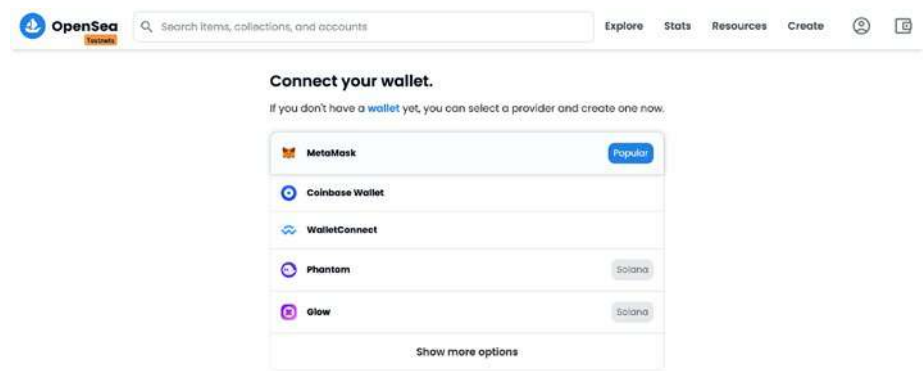 OpenSea
Testnets
Search items, collections, and accounts
Explore Stats Resources Create
Connect your wallet.
If you don't have a wallet yet, you can select a provider and create one now.
MetaMask Popular
Coinbase Wallet
WalletConnect
Phantom Solana
Glow Solana
Show more options